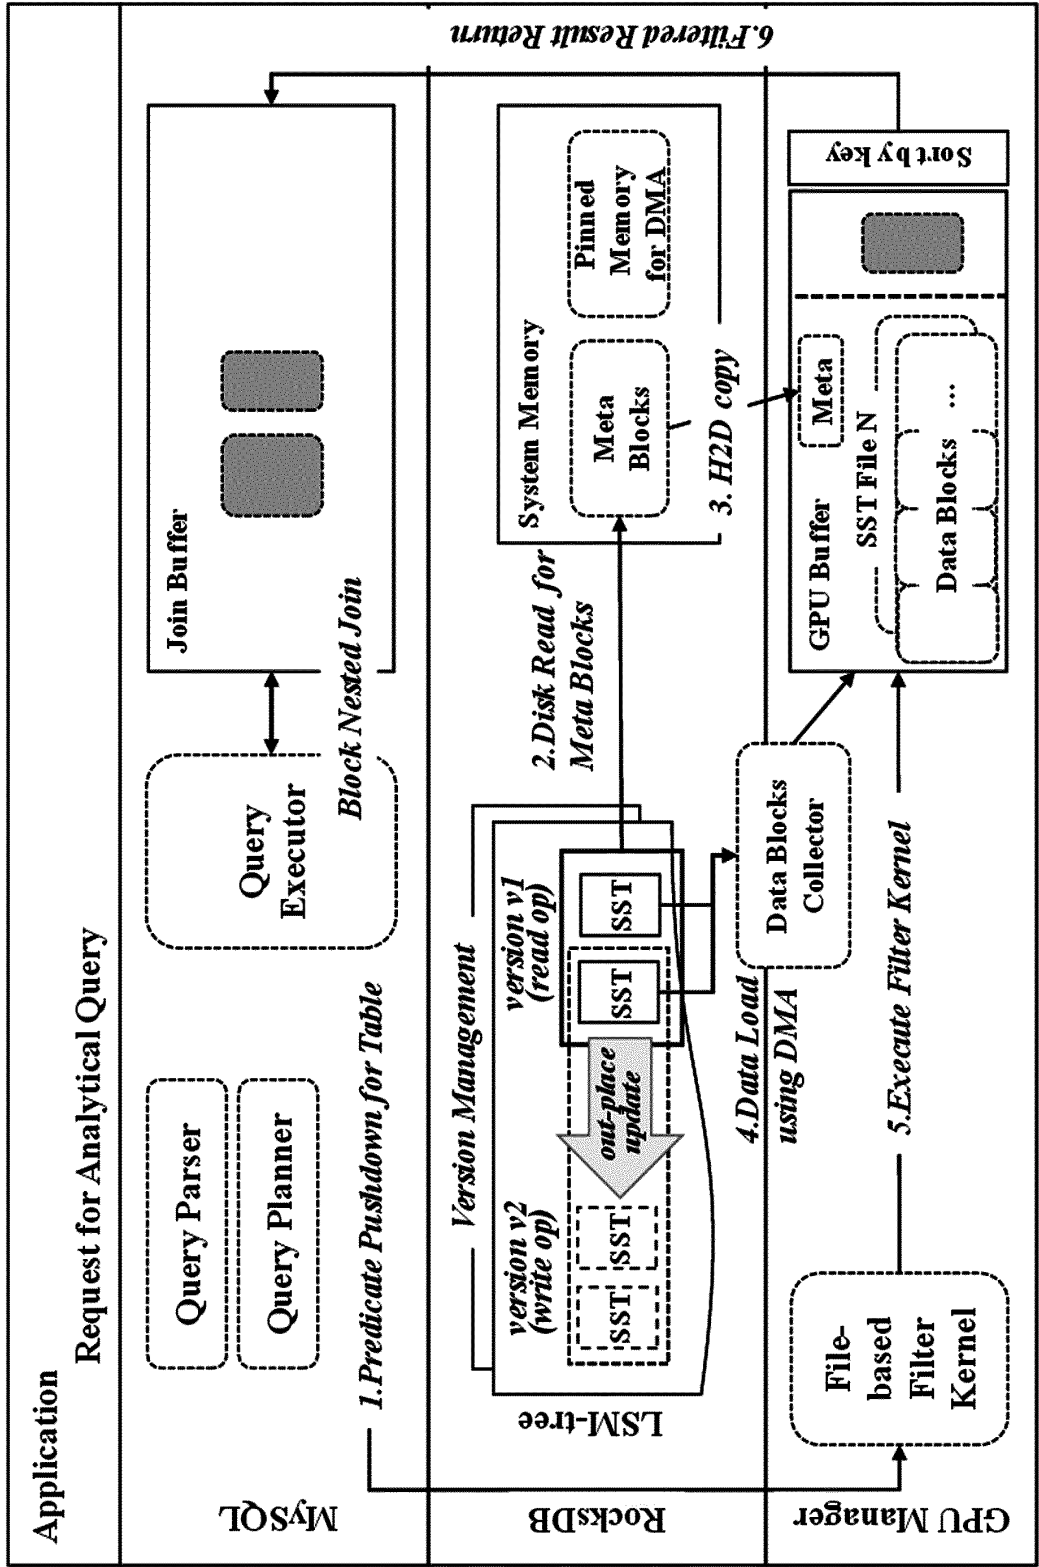 Application
Request for Analytical Query
MySQL
Query Parser
Query Planner
Query
Executor
Join Buffer
Block Nested Join
1.Predicate Pushdown for Table
6.Filtered Result Return
RocksDB
LSM-tree
Version Management
version v2
(write op)
SST
SST
out-place
update
version v1
(read op)
SST
SST
2.Disk Read for
Meta Blocks
System Memory
Meta
Blocks
Pinned
Memory
for DMA
3. H2D copy
4.Data Load
using DMA
Data Blocks
Collector
GPU Manager
File-
based
Filter
Kernel
5.Execute Filter Kernel
GPU Buffer
Meta
SST File N
Data Blocks
...
Sort by key